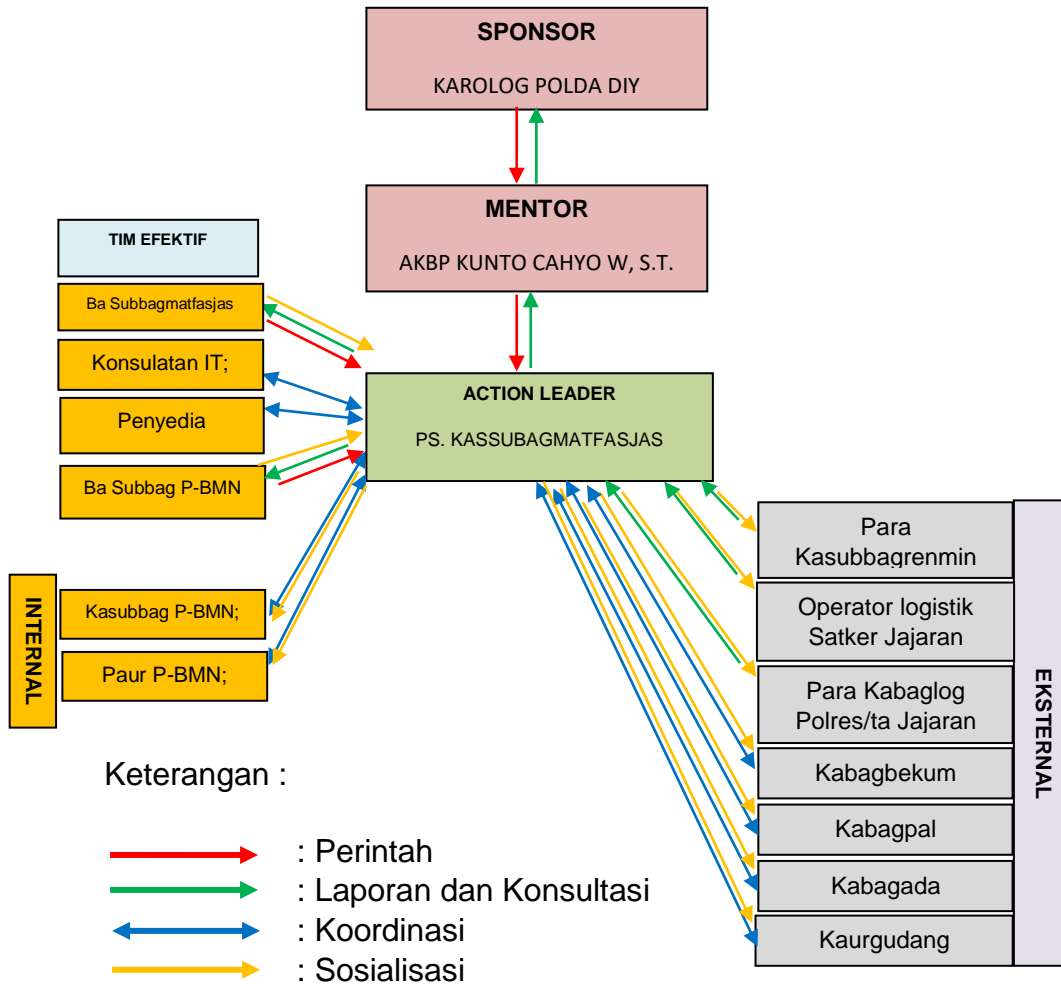 SPONSOR
KAROLOG POLDA DIY
MENTOR
AKBP KUNTO CAHYO W, S.T.
TIM EFEKTIF
Ba Subbagmatfasjas
Konsulatan IT;
Penyedia
Ba Subbag P-BMN
ACTION LEADER
PS. KASSUBAGMATFASJAS
INTERNAL
Kasubbag P-BMN;
Paur P-BMN;
Para
Kasubbagrenmin
Operator logistik
Satker Jajaran
Para Kabaglog
Polres/ta Jajaran
Kabagbekum
Kabagpal
Kabagada
Kaurgudang
EKSTERNAL
Keterangan :
: Perintah
: Laporan dan Konsultasi
: Koordinasi
: Sosialisasi